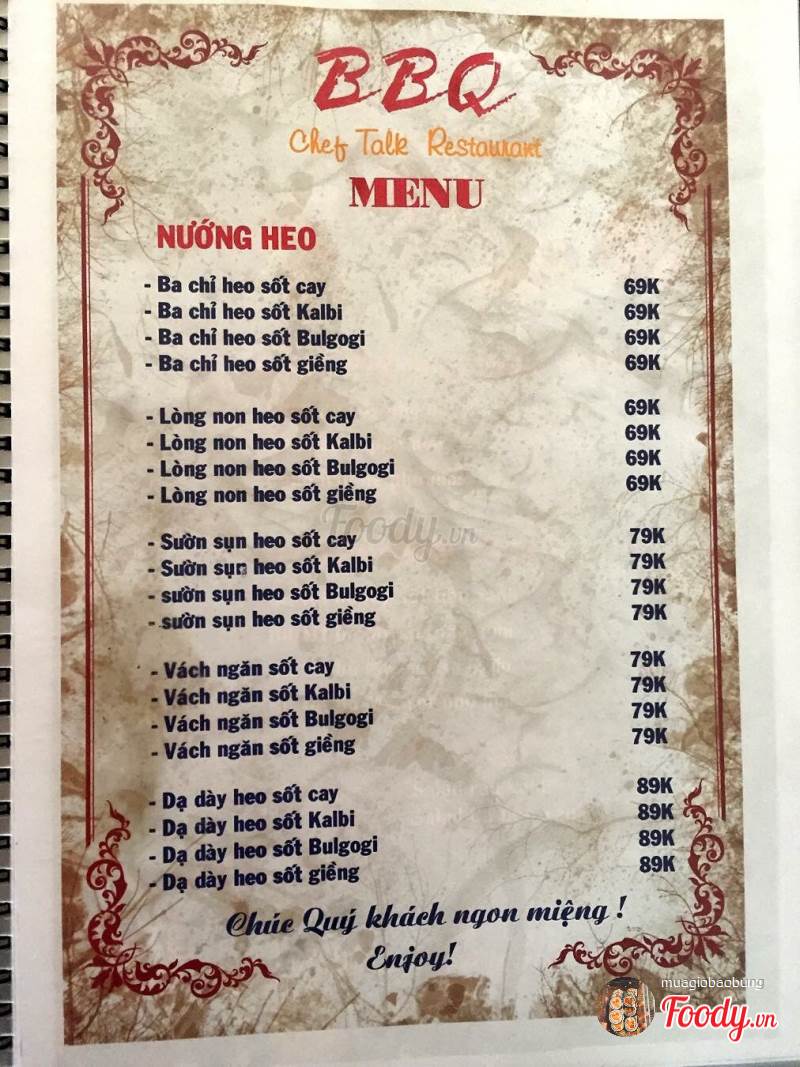 BBQ
Chef Talk Restaurant
MENU
NƯỚNG HEO
- Ba chỉ heo sốt cay 69K
- Ba chỉ heo sốt Kalbi 69K
- Ba chỉ heo sốt Bulgogi 69K
- Ba chỉ heo sốt giềng 69K
- Lòng non heo sốt cay 69K
- Lòng non heo sốt Kalbi 69K
- Lòng non heo sốt Bulgogi 69K
- Lòng non heo sốt giềng 69K
Foody.vn
- Sườn sụn heo sốt cay 79K
- Sườn sụn heo sốt Kalbi 79K
- sườn sụn heo sốt Bulgogi 79K
- sườn sụn heo sốt giềng 79K
- Vách ngăn sốt cay 79K
- Vách ngăn sốt Kalbi 79K
- Vách ngăn sốt Bulgogi 79K
- Vách ngăn sốt giềng 79K
- Dạ dày heo sốt cay 89K
- Dạ dày heo sốt Kalbi 89K
- Dạ dày heo sốt Bulgogi 89K
- Dạ dày heo sốt giềng 89K
Chúc Quý khách ngon miệng !
Enjoy!
muagiobaobung
Foody.vn